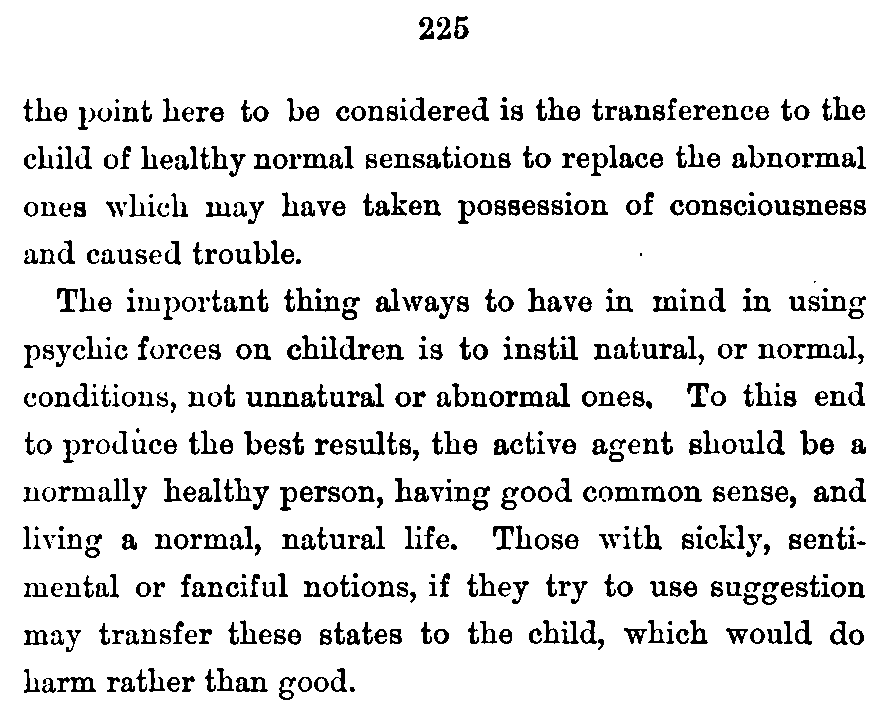 225
the point here to be considered is the transference to the
child of healthy normal sensations to replace the abnormal
ones which may have taken possession of consciousness
and caused trouble.
The important thing always to have in mind in using
psychic forces on children is to instil natural, or normal,
conditions, not unnatural or abnormal ones. To this end
to produce the best results, the active agent should be a
normally healthy person, having good common sense, and
living a normal, natural life. Those with sickly, senti-
mental or fanciful notions, if they try to use suggestion
may transfer these states to the child, which would do
harm rather than good.